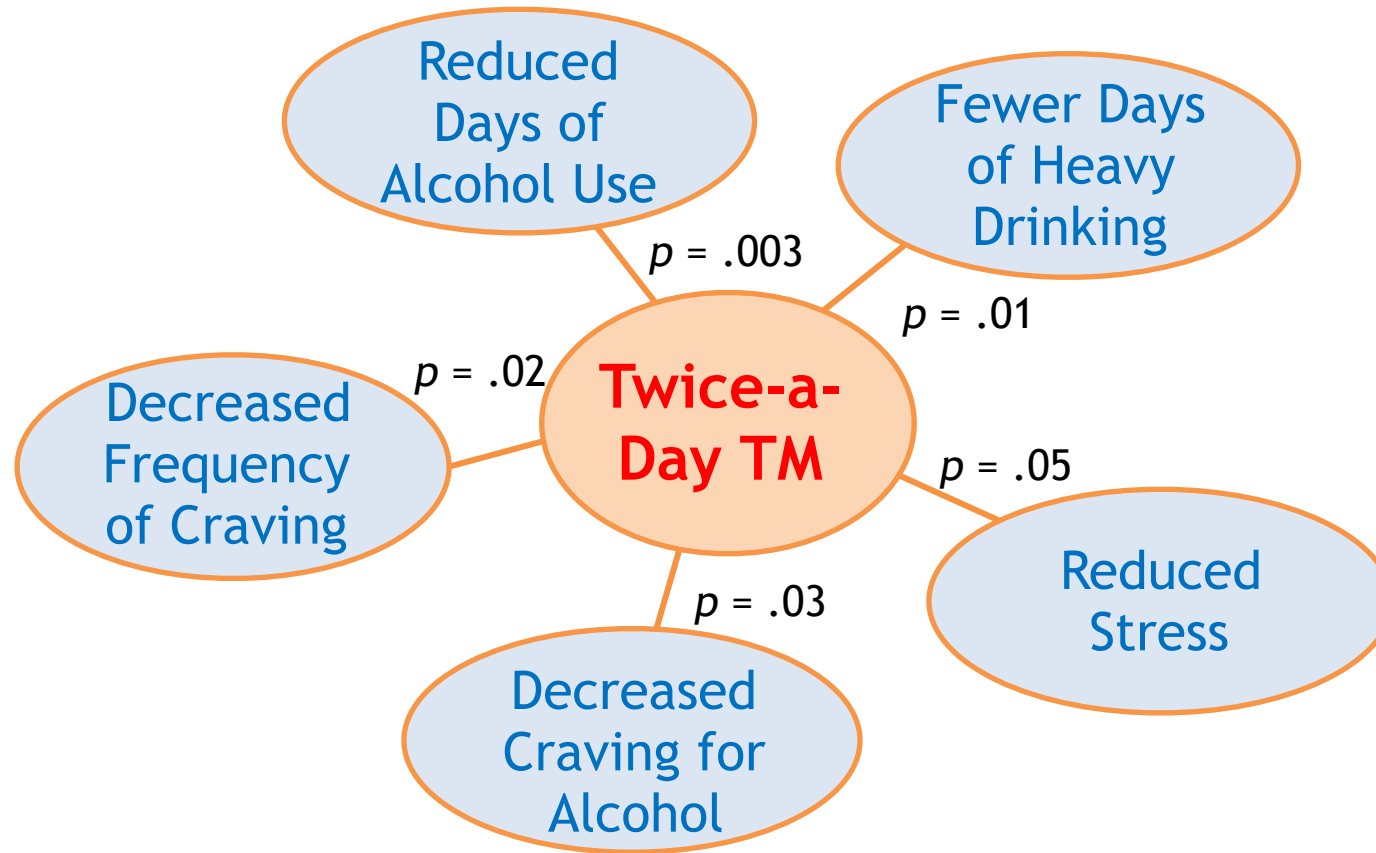 Reduced
Days of
Alcohol Use
Fewer Days
of Heavy
Drinking
p = .003
p = .01
p = .02
Twice-a-
Day TM
Decreased
Frequency
of Craving
p = .05
Reduced
Stress
p = .03
Decreased
Craving for
Alcohol